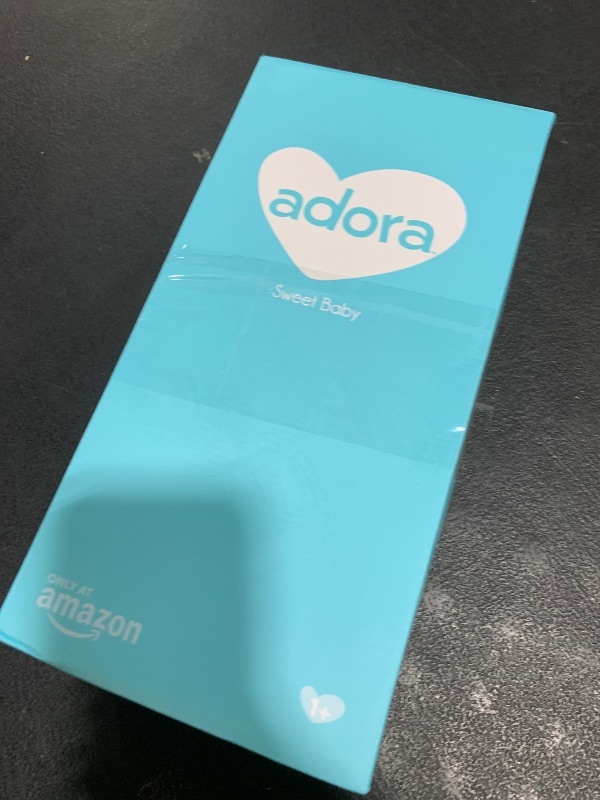 adora
Sweet Baby
ONLY AT
amazon
1+